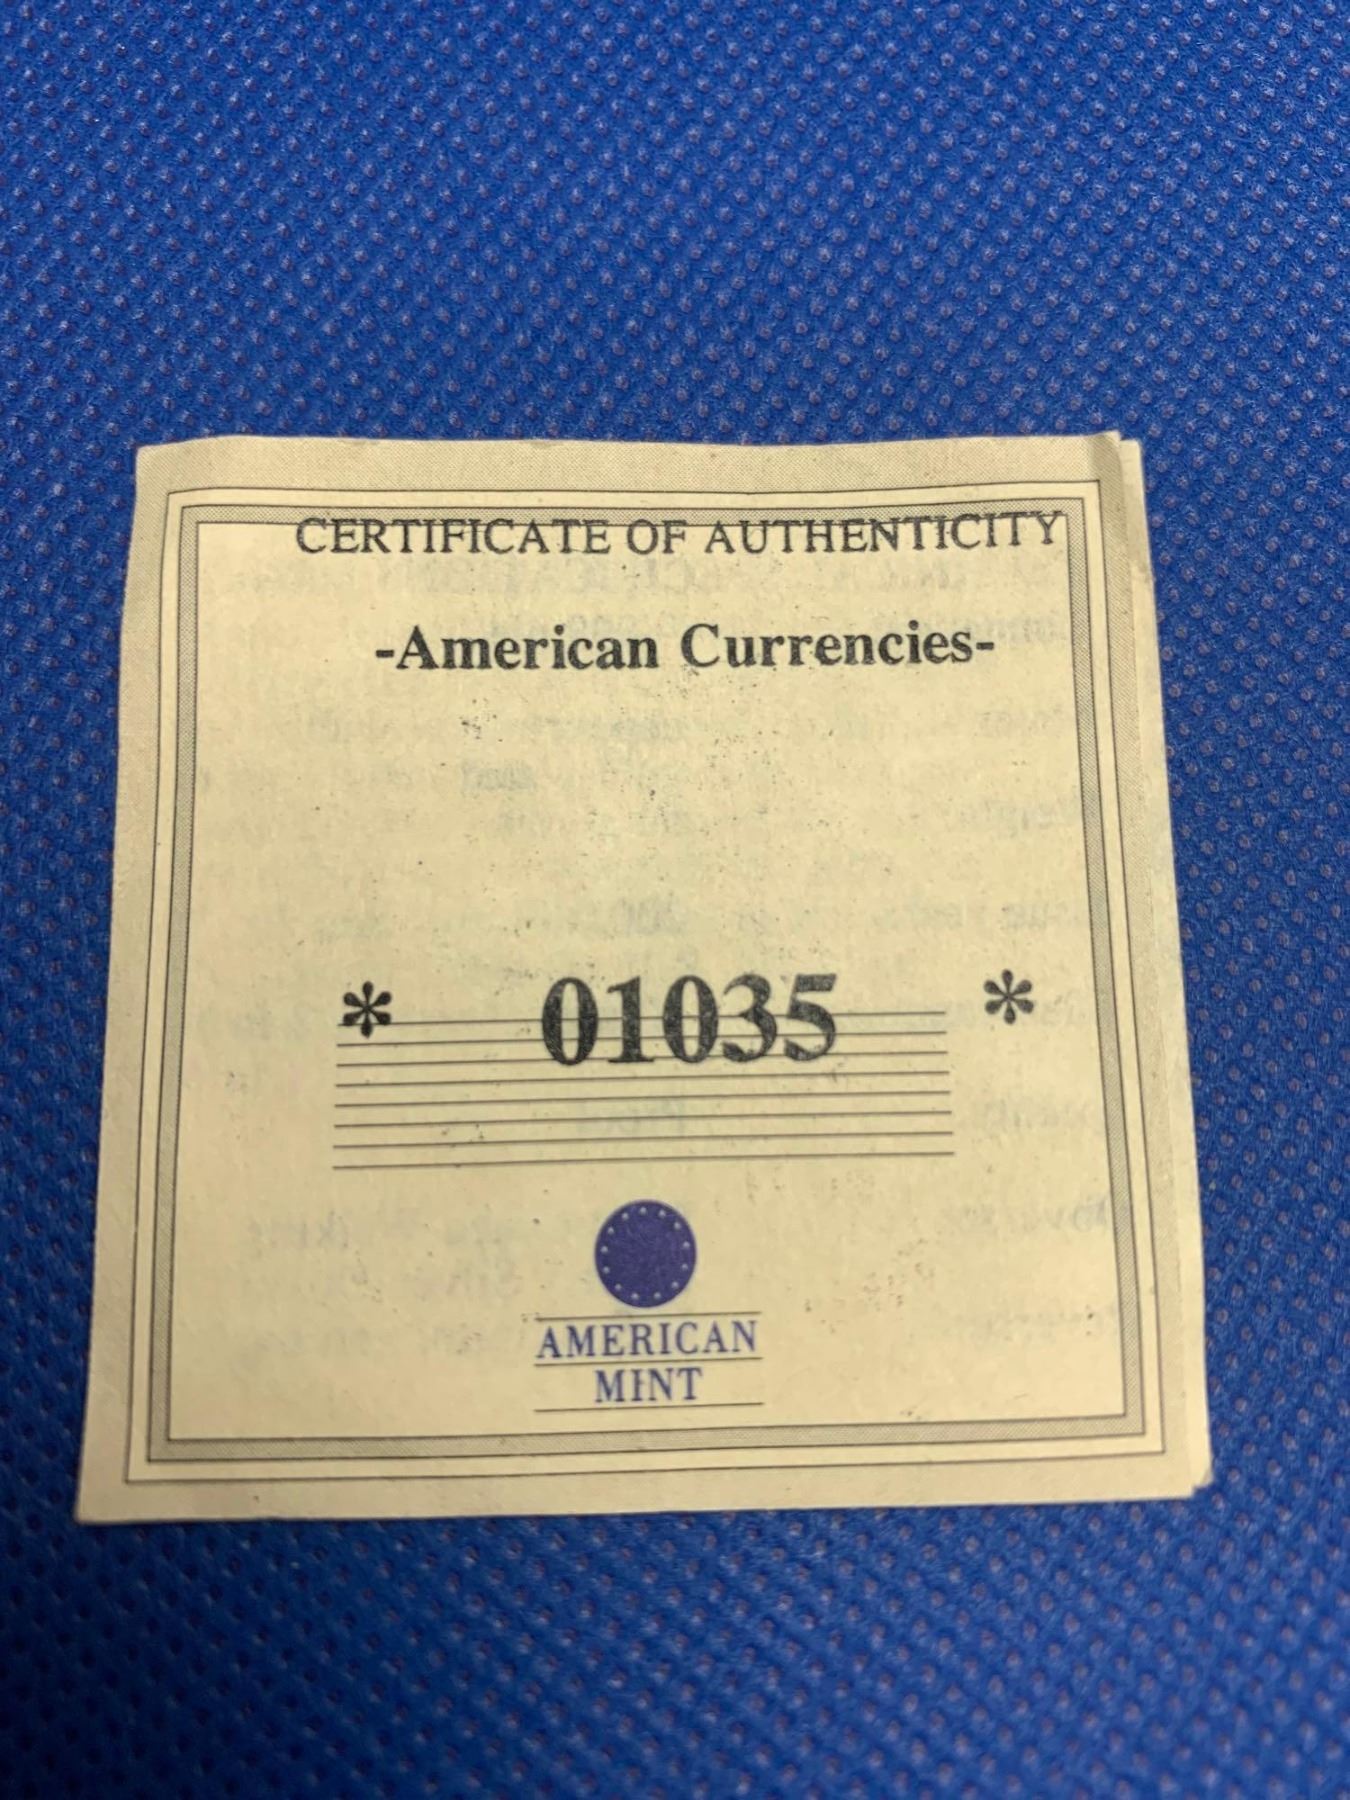 CERTIFICATE OF AUTHENTICITY
-American Currencies-
* 01035 *
AMERICAN
MINT